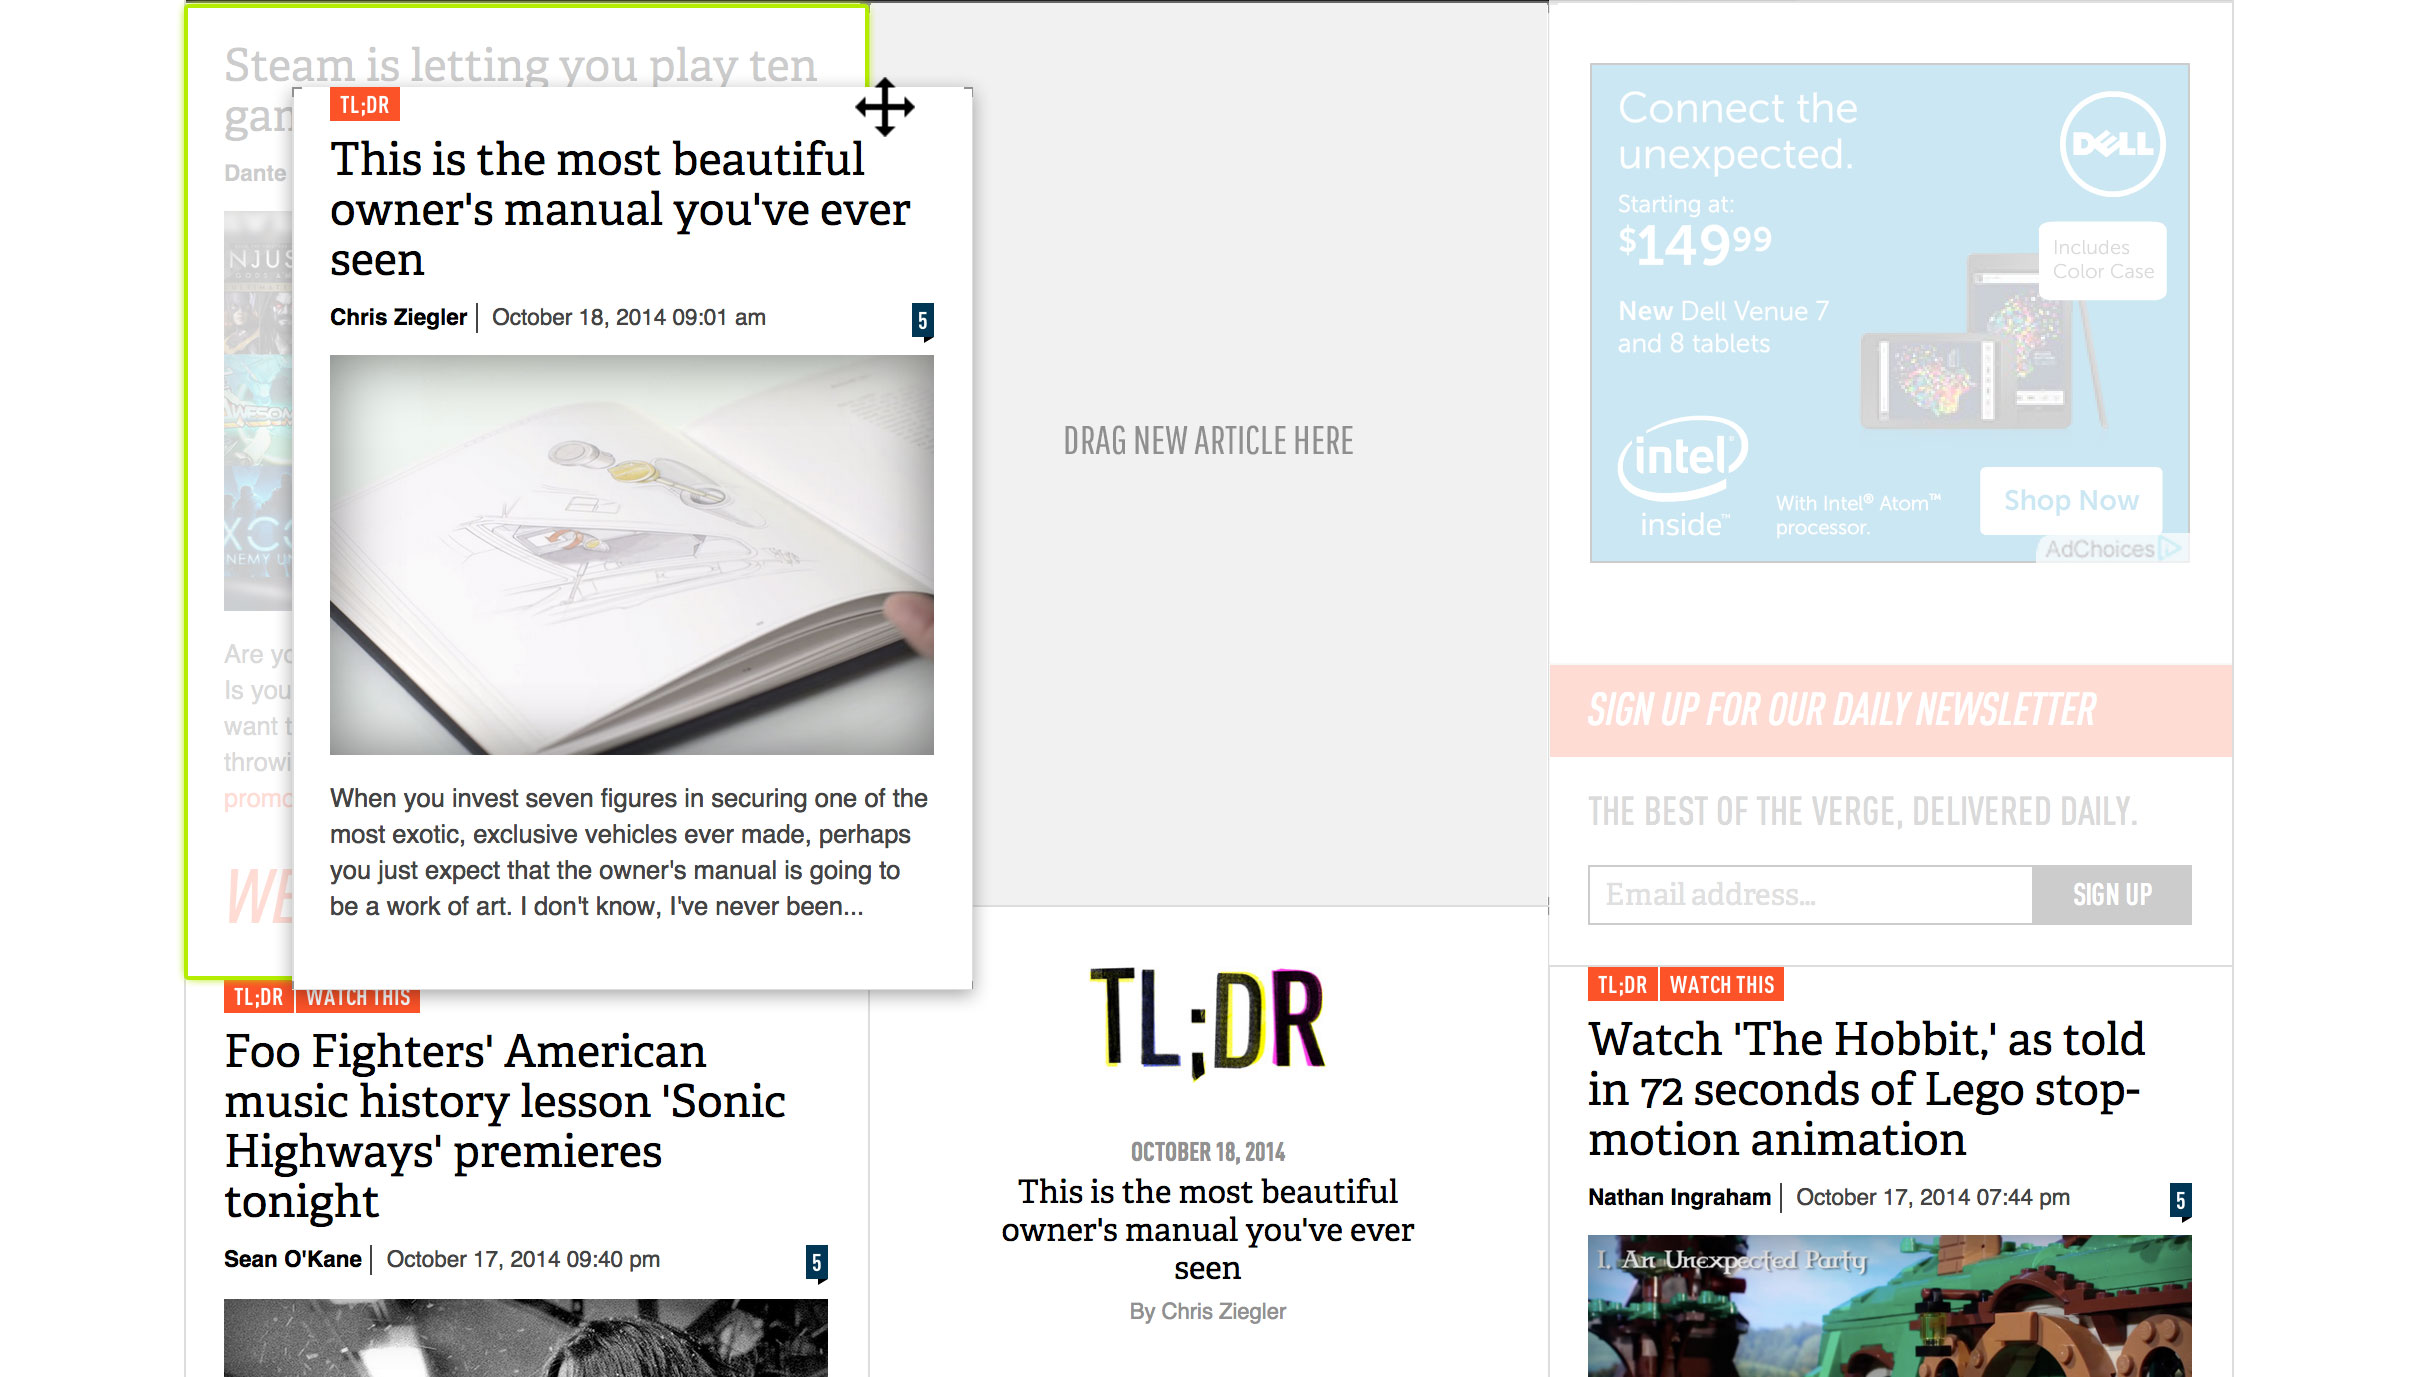 Steam is letting you play ten
Dante
NJUS
XCO
NEMY UN
Are yo
Is you
want t
throwi
promo
WE
TL;DR
This is the most beautiful
owner's manual you've ever
seen
Chris Ziegler | October 18, 2014 09:01 am
5
When you invest seven figures in securing one of the
most exotic, exclusive vehicles ever made, perhaps
you just expect that the owner's manual is going to
be a work of art. I don't know, I've never been...
TL;DR WATCH THIS
Foo Fighters' American
music history lesson 'Sonic
Highways' premieres
tonight
Sean O'Kane | October 17, 2014 09:40 pm
5
DRAG NEW ARTICLE HERE
TL;DR
OCTOBER 18, 2014
This is the most beautiful
owner's manual you've ever
seen
By Chris Ziegler
Connect the
unexpected.
DELL
Starting at:
$14999
Includes
Color Case
New Dell Venue 7
and 8 tablets
intel®
inside™
With Intel® Atom™
processor.
Shop Now
AdChoices
SIGN UP FOR OUR DAILY NEWSLETTER
THE BEST OF THE VERGE, DELIVERED DAILY.
Email address...
SIGN UP
TL;DR WATCH THIS
Watch 'The Hobbit,' as told
in 72 seconds of Lego stop-
motion animation
Nathan Ingraham | October 17, 2014 07:44 pm
5
I. An Unexpected Party